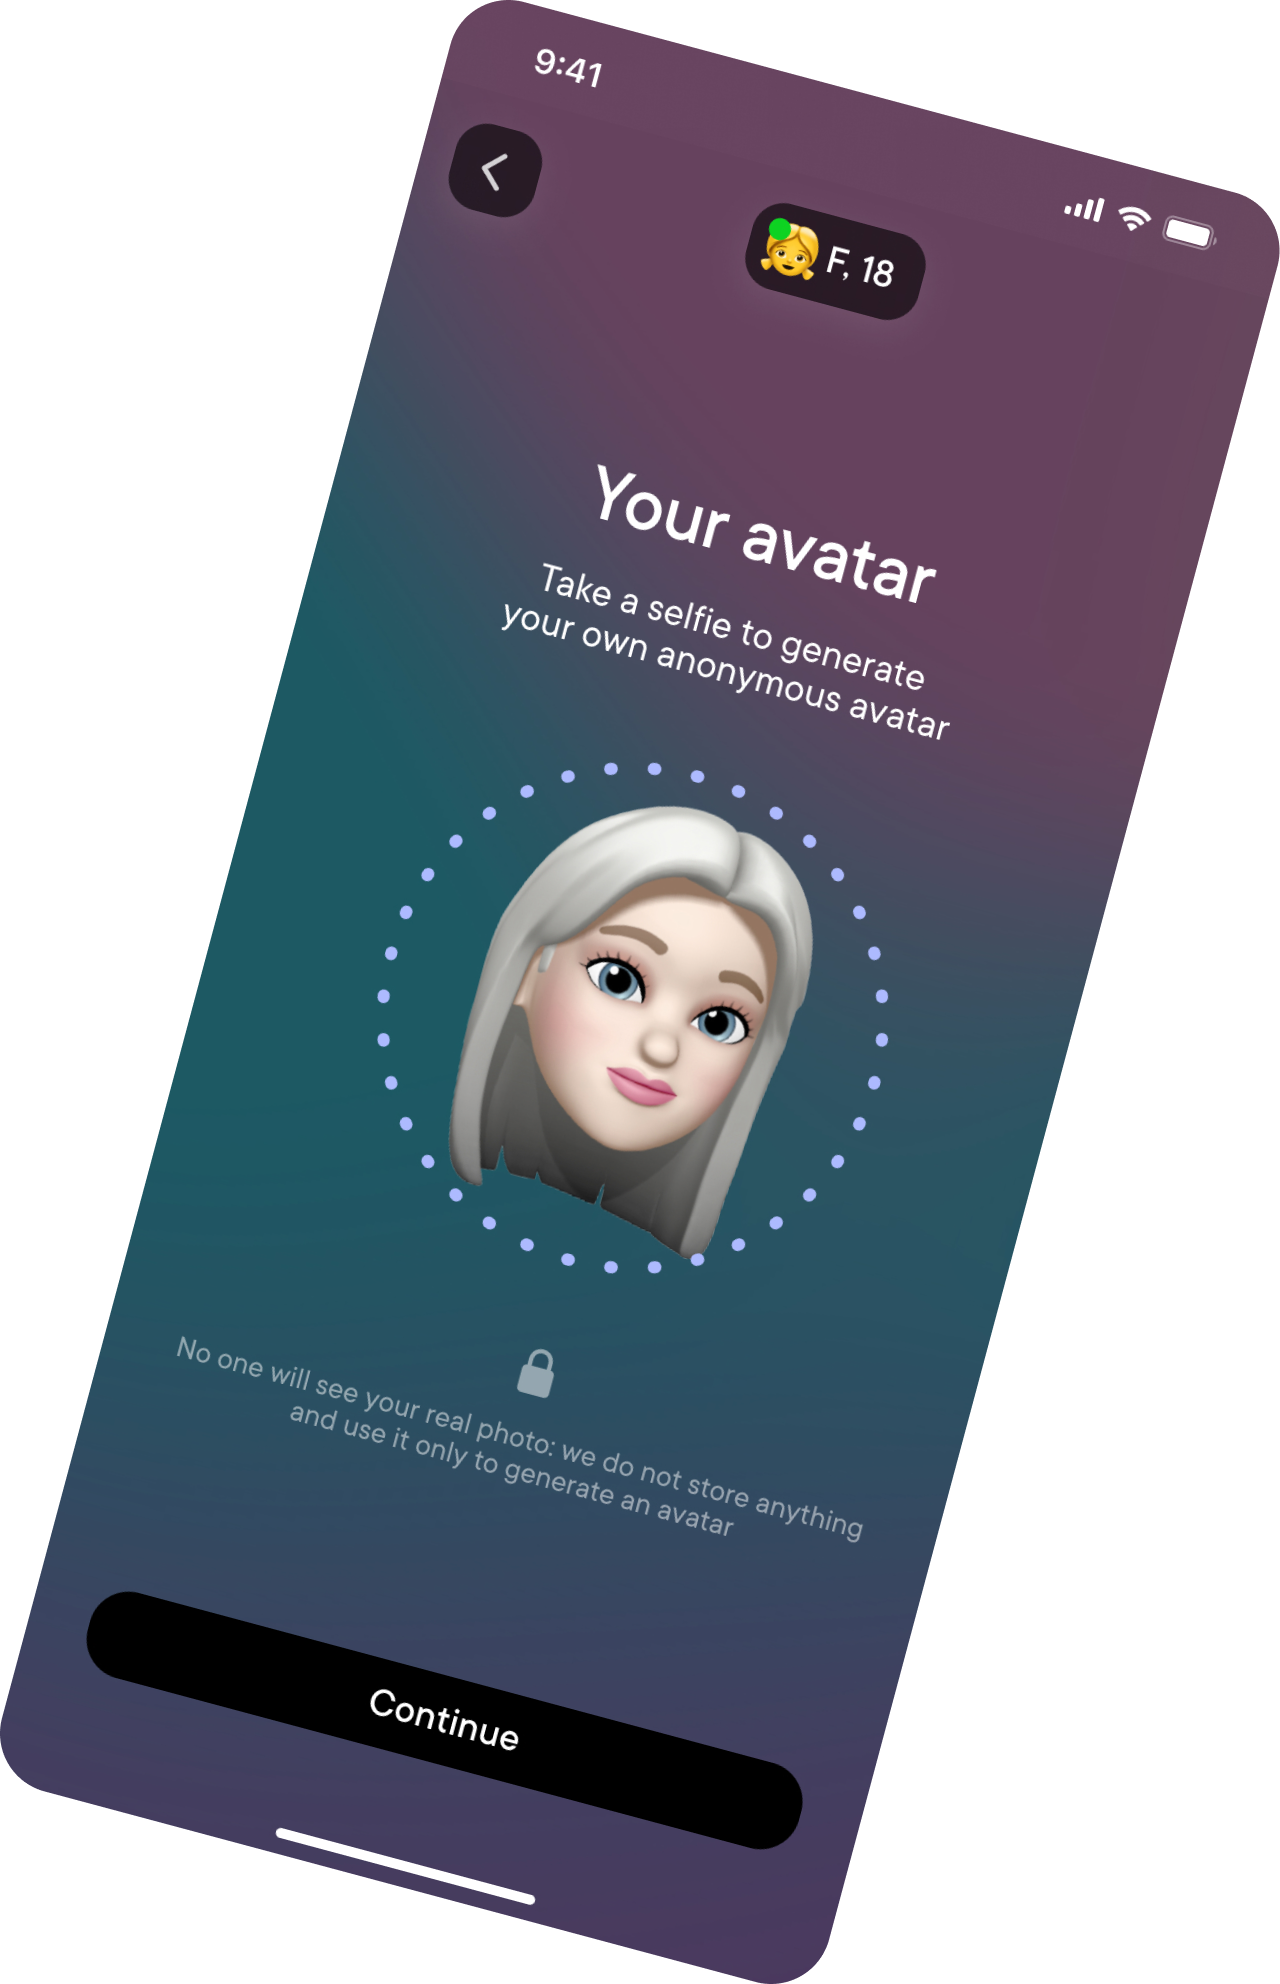 9:41
F, 18
Your avatar
Take a selfie to generate
your own anonymous avatar
No one will see your real photo: we do not store anything
and use it only to generate an avatar
Continue